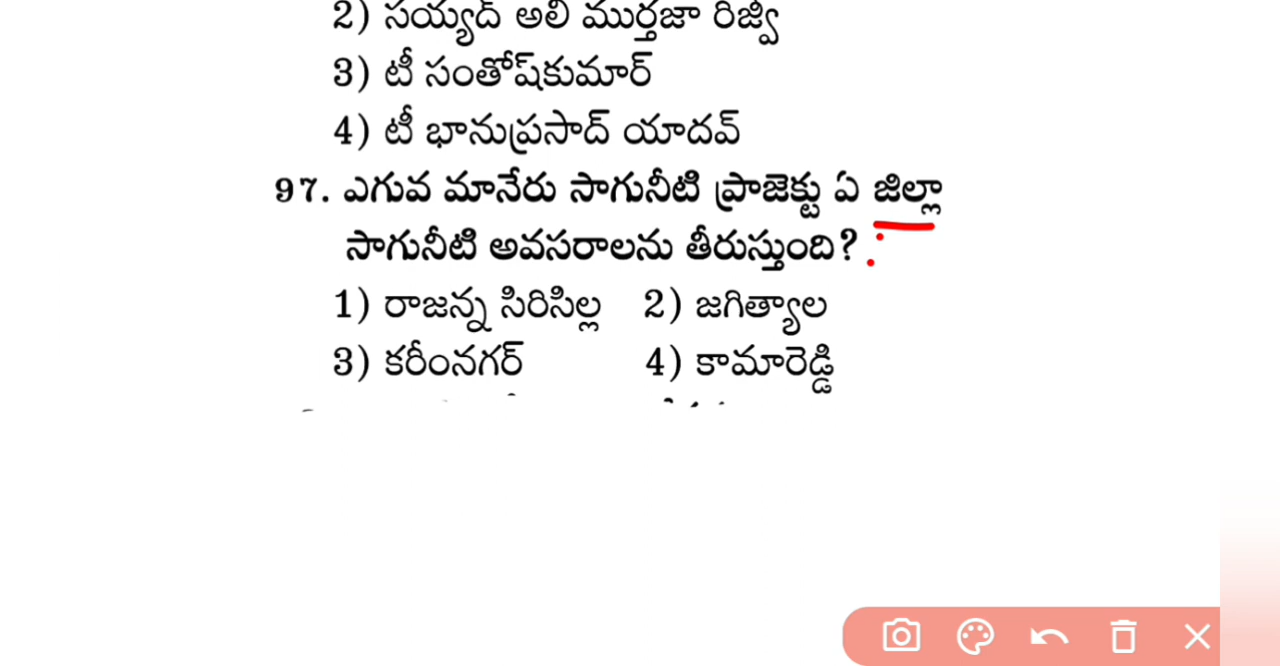 2) సయ్యద్ అలీ ముర్తజా రిజ్వీ
3) టీ సంతోష్‌కుమార్
4) టీ భానుప్రసాద్ యాదవ్
97. ఎగువ మానేరు సాగునీటి ప్రాజెక్టు ఏ జిల్లా
సాగునీటి అవసరాలను తీరుస్తుంది?
1) రాజన్న సిరిసిల్ల 2) జగిత్యాల
3) కరీంనగర్ 4) కామారెడ్డి